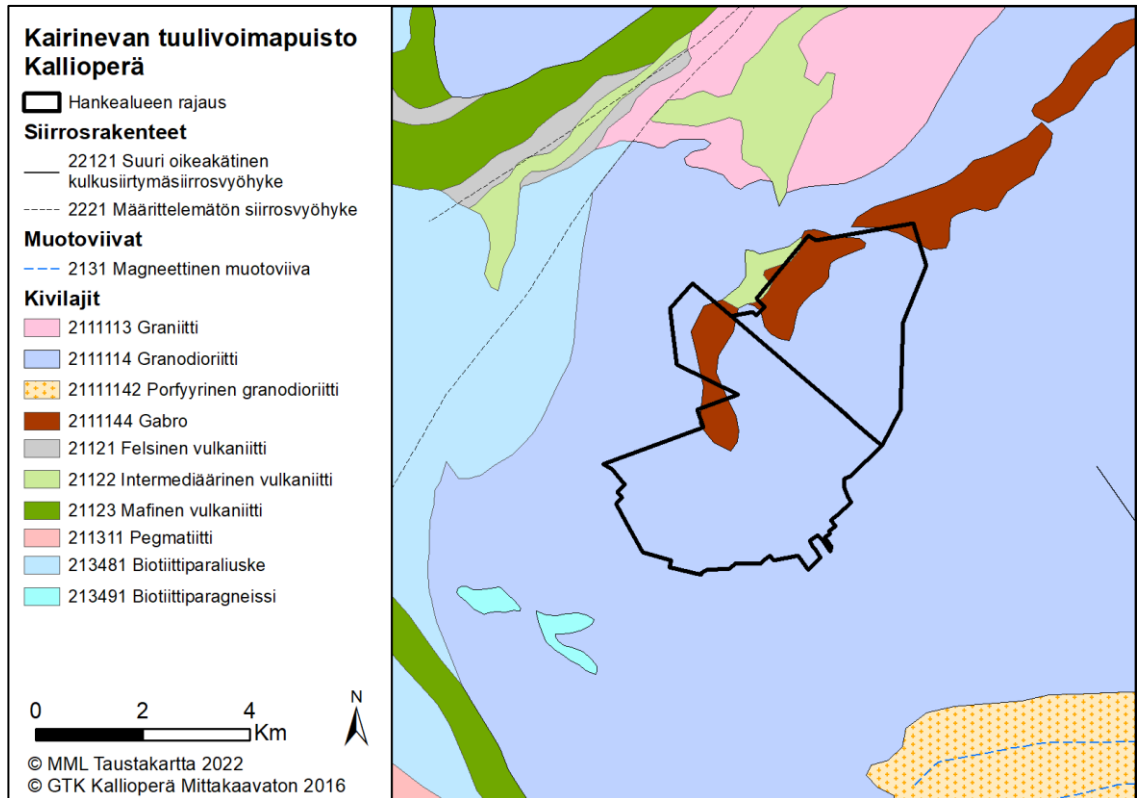 Kairinevan tuulivoimapuisto
Kallioperä
Hankealueen rajaus
Siirrosrakenteet
22121 Suuri oikeakätinen
kulkusiirtymäsiirrosvyöhyke
2221 Määrittelemätön siirrosvyöhyke
Muotoviivat
2131 Magneettinen muotoviiva
Kivilajit
2111113 Graniitti
2111114 Granodioriitti
21111142 Porfyyrinen granodioriitti
2111144 Gabro
21121 Felsinen vulkaniitti
21122 Intermediäärinen vulkaniitti
21123 Mafinen vulkaniitti
211311 Pegmatiitti
213481 Biotiittiparaliuske
213491 Biotiittiparagneissi
0 2 4
Km
N
© MML Taustakartta 2022
© GTK Kallioperä Mittakaavaton 2016